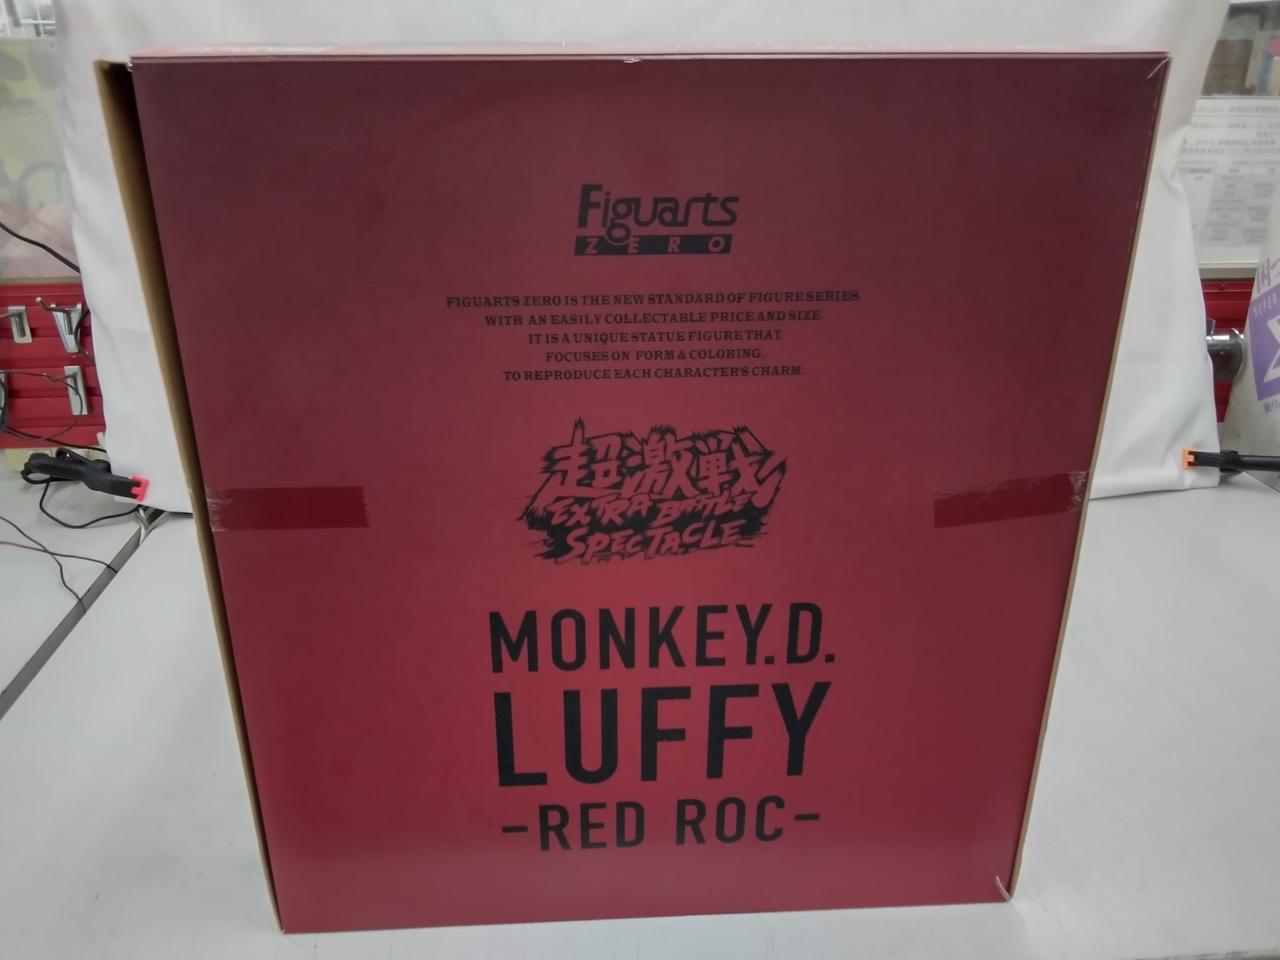 Figuarts
ZERO
FIGUARTS ZERO IS THE NEW STANDARD OF FIGURE SERIES.
WITH AN EASILY COLLECTABLE PRICE AND SIZE.
IT IS A UNIQUE STATUE FIGURE THAT
FOCUSES ON FORM & COLORING.
TO REPRODUCE EACH CHARACTER'S CHARM.
超激戦
EXTRA BATTLE
SPECTACLE
MONKEY.D.
LUFFY
-RED ROC-
SUPER